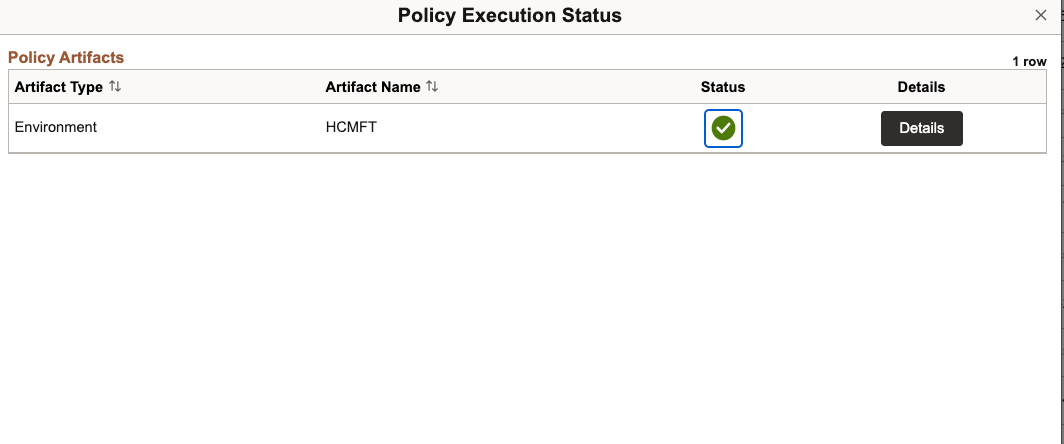 Policy Execution Status
Policy Artifacts
1 row
Artifact Type Artifact Name Status Details
Environment HCMFT Details